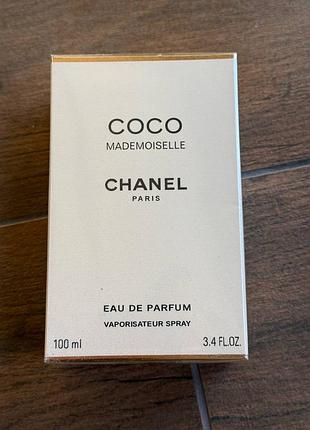 COCO
MADEMOISELLE
CHANEL
PARIS
EAU DE PARFUM
VAPORISATEUR SPRAY
100 ml 3.4 FL.OZ.